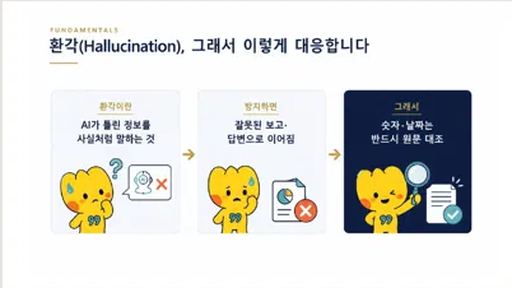 FUNDAMENTALS
환각(Hallucination), 그래서 이렇게 대응합니다
환각이란
AI가 틀린 정보를
사실처럼 말하는 것
방치하면
잘못된 보고·
답변으로 이어짐
그래서
숫자·날짜는
반드시 원문 대조